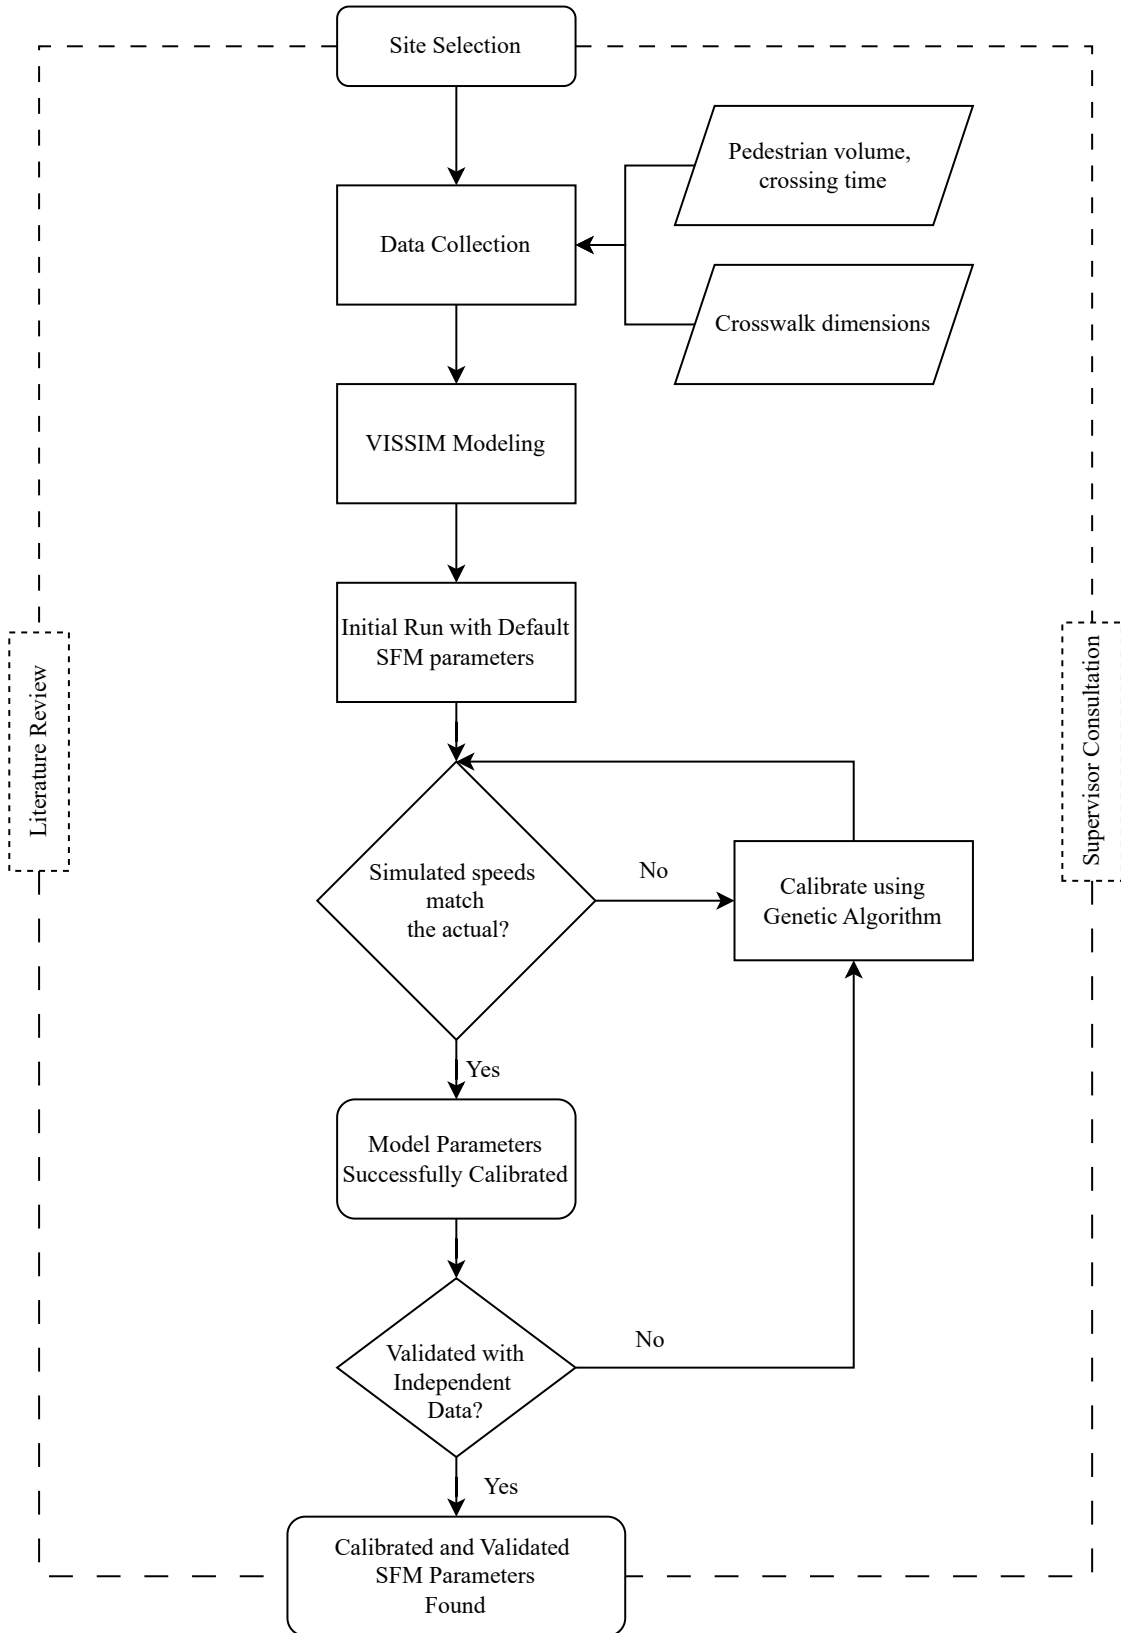 Site Selection
Pedestrian volume,
crossing time
Data Collection
Crosswalk dimensions
VISSIM Modeling
Initial Run with Default
SFM parameters
Literature Review
Supervisor Consultation
Simulated speeds
match
the actual?
No
Calibrate using
Genetic Algorithm
Yes
Model Parameters
Successfully Calibrated
Validated with
Independent
Data?
No
Yes
Calibrated and Validated
SFM Parameters
Found